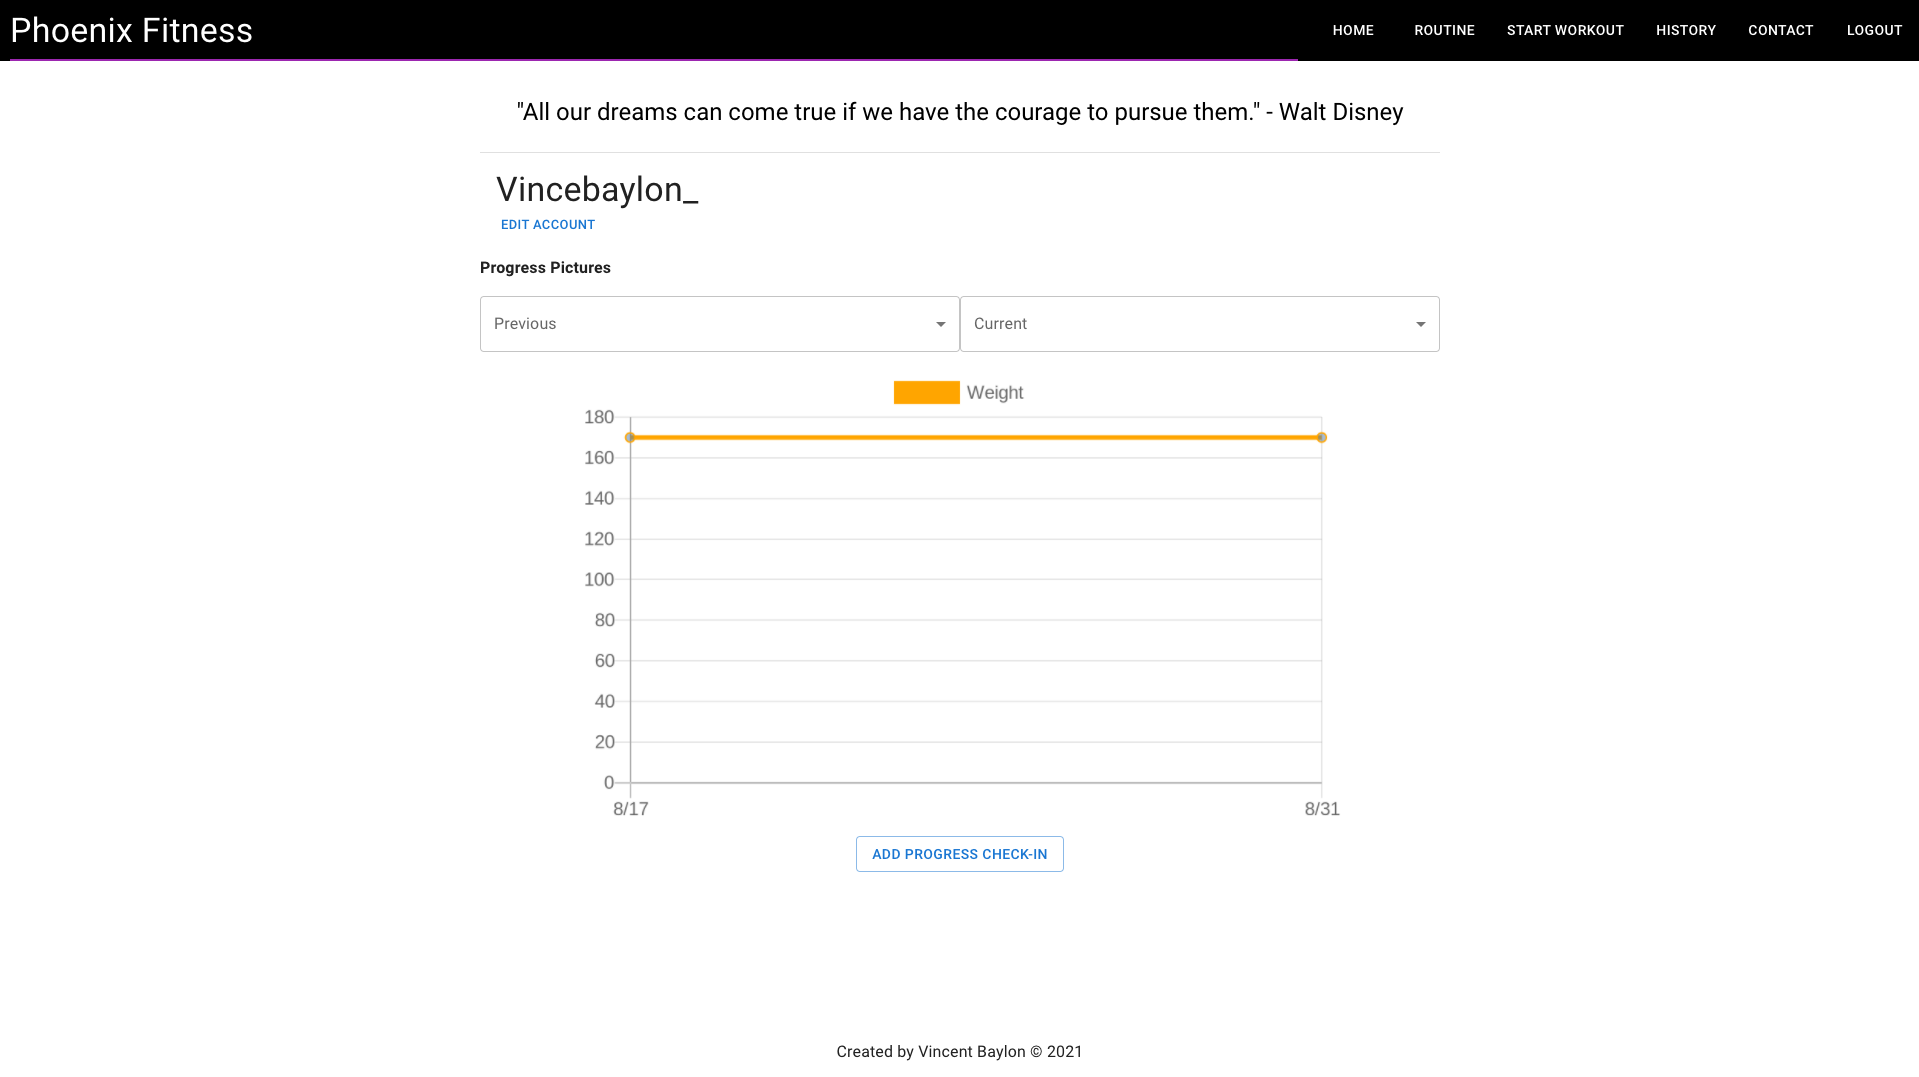 Phoenix Fitness
HOME ROUTINE START WORKOUT HISTORY CONTACT LOGOUT
"All our dreams can come true if we have the courage to pursue them." - Walt Disney
Vincebaylon_
EDIT ACCOUNT
Progress Pictures
Previous Current
Weight
180
160
140
120
100
80
60
40
20
0
8/17 8/31
ADD PROGRESS CHECK-IN
Created by Vincent Baylon © 2021